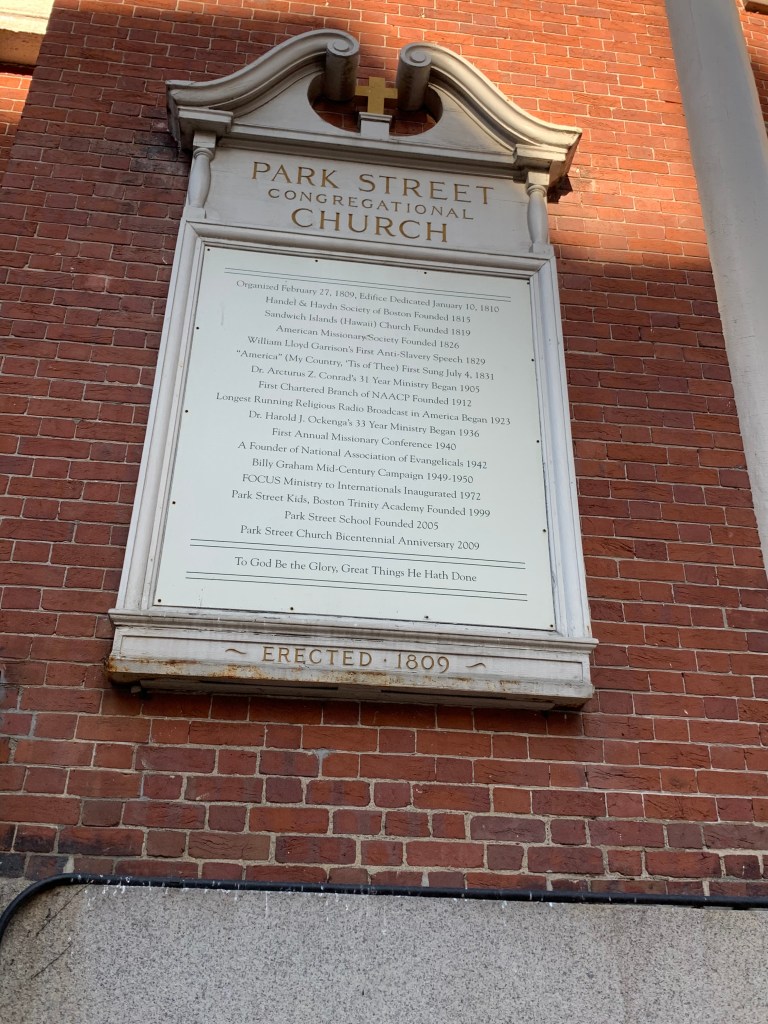 PARK STREET
CONGREGATIONAL
CHURCH
Organized February 27, 1809, Edifice Dedicated January 10, 1810
Handel & Haydn Society of Boston Founded 1815
Sandwich Islands (Hawaii) Church Founded 1819
American Missionary Society Founded 1826
William Lloyd Garrison's First Anti-Slavery Speech 1829
"America" (My Country, 'Tis of Thee) First Sung July 4, 1831
Dr. Arcturus Z. Conrad's 31 Year Ministry Began 1905
First Chartered Branch of NAACP Founded 1912
Longest Running Religious Radio Broadcast in America Began 1923
Dr. Harold J. Ockenga's 33 Year Ministry Began 1936
First Annual Missionary Conference 1940
A Founder of National Association of Evangelicals 1942
Billy Graham Mid-Century Campaign 1949-1950
FOCUS Ministry to Internationals Inaugurated 1972
Park Street Kids, Boston Trinity Academy Founded 1999
Park Street School Founded 2005
Park Street Church Bicentennial Anniversary 2009
To God Be the Glory, Great Things He Hath Done
~ ERECTED · 1809 ~